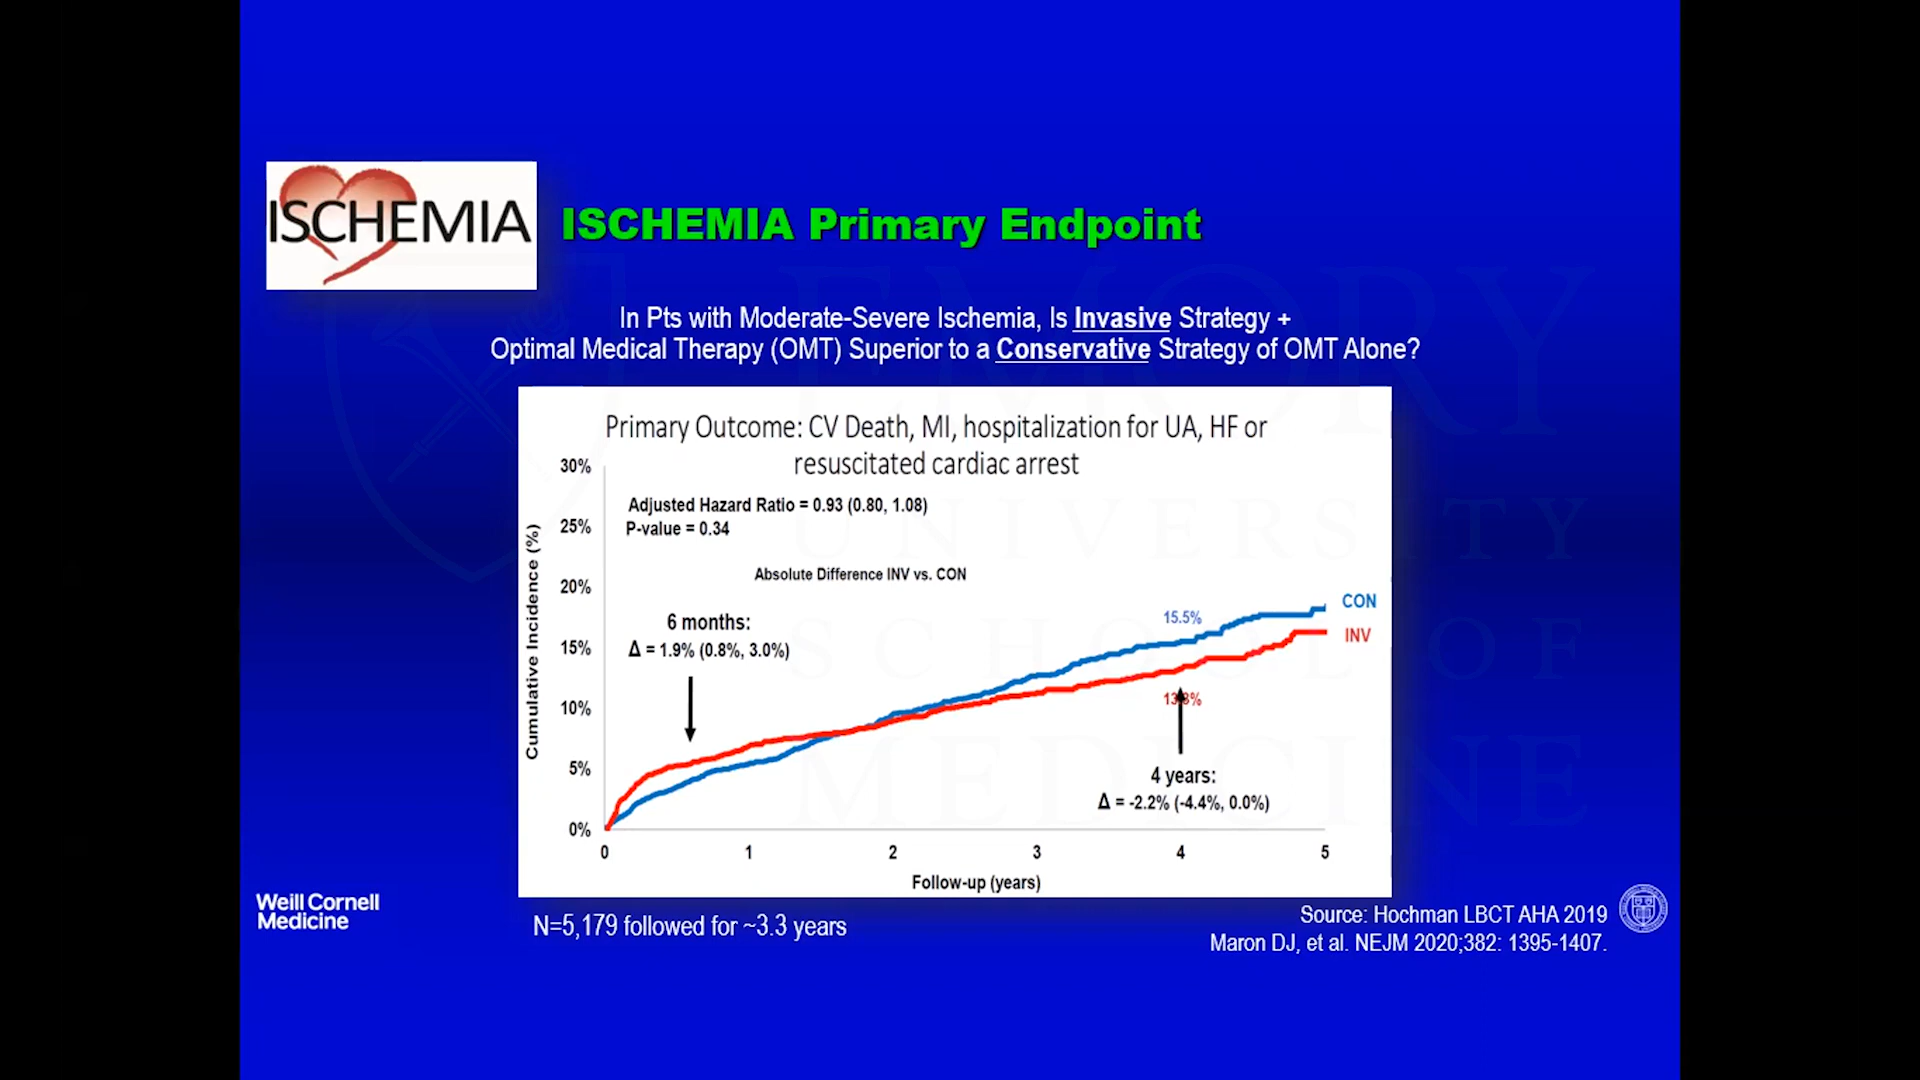 ISCHEMIA
ISCHEMIA Primary Endpoint
In Pts with Moderate-Severe Ischemia, Is Invasive Strategy +
Optimal Medical Therapy (OMT) Superior to a Conservative Strategy of OMT Alone?
Primary Outcome: CV Death, MI, hospitalization for UA, HF or
resuscitated cardiac arrest
30%
Adjusted Hazard Ratio = 0.93 (0.80, 1.08)
25%
P-value = 0.34
Absolute Difference INV vs. CON
20%
CON
6 months:
15.5%
INV
15%
Δ = 1.9% (0.8%, 3.0%)
10%
Cumulative Incidence (%)
5%
4 years:
Δ = -2.2% (-4.4%, 0.0%)
0%
0 1 2 3 4 5
Follow-up (years)
Weill Cornell
Medicine
N=5,179 followed for ~3.3 years
Source: Hochman LBCT AHA 2019
Maron DJ, et al. NEJM 2020;382: 1395-1407.
EMORY
UNIVERSITY
SCHOOL OF
MEDICINE